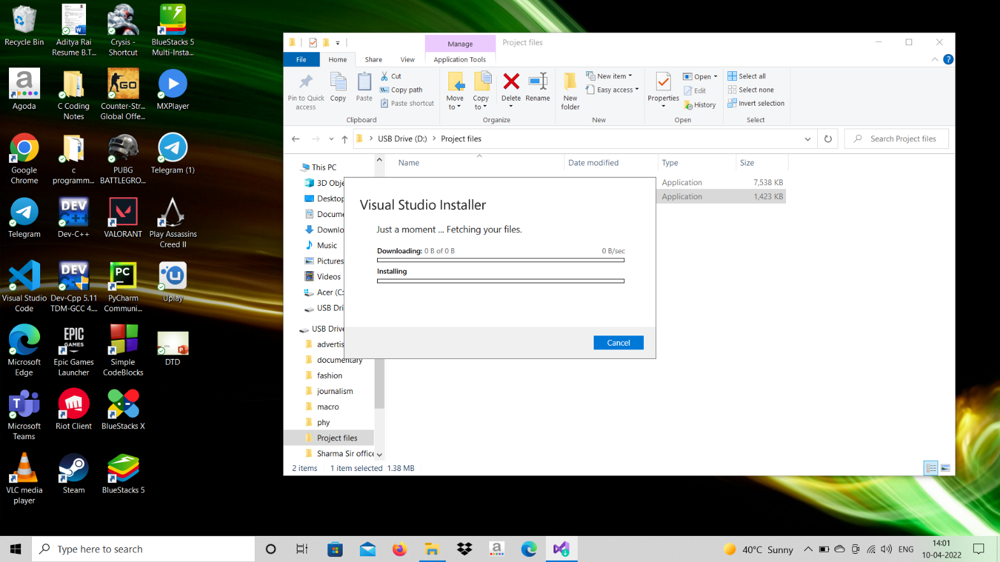 Recycle Bin
Aditya Rai
Resume B.T...
Crysis -
Shortcut
BlueStacks 5
Multi-Insta...
Agoda
C Coding
Notes
Counter-Str...
Global Offe...
MXPlayer
Google
Chrome
c
programm...
PUBG
BATTLEGRO...
Telegram (1)
Telegram
Dev-C++
VALORANT
Play Assassins
Creed II
Visual Studio
Code
Dev-Cpp 5.11
TDM-GCC 4....
PyCharm
Communi...
Uplay
Microsoft
Edge
Epic Games
Launcher
Simple
CodeBlocks
DTD
Microsoft
Teams
Riot Client
BlueStacks X
VLC media
player
Steam
BlueStacks 5
Manage
Project files
File
Home
Share
View
Application Tools
Pin to Quick
access
Copy
Paste
Cut
Copy path
Paste shortcut
Clipboard
Move
to
Copy
to
Delete
Rename
Organize
New
folder
New item
Easy access
New
Properties
Open
Edit
History
Open
Select all
Select none
Invert selection
Select
USB Drive (D:)
Project files
Search Project files
Name
Date modified
Type
Size
Application
7,538 KB
Application
1,423 KB
This PC
3D Obje
Desktop
Docume
Downlo
Music
Pictures
Videos
Acer (C:
USB Dri
USB Drive
advertis
documentary
fashion
journalism
macro
phy
Project files
Sharma Sir office
Visual Studio Installer
Just a moment ... Fetching your files.
Downloading: 0 B of 0 B
0 B/sec
Installing
Cancel
2 items
1 item selected 1.38 MB
Type here to search
40°C Sunny
ENG
14:01
10-04-2022